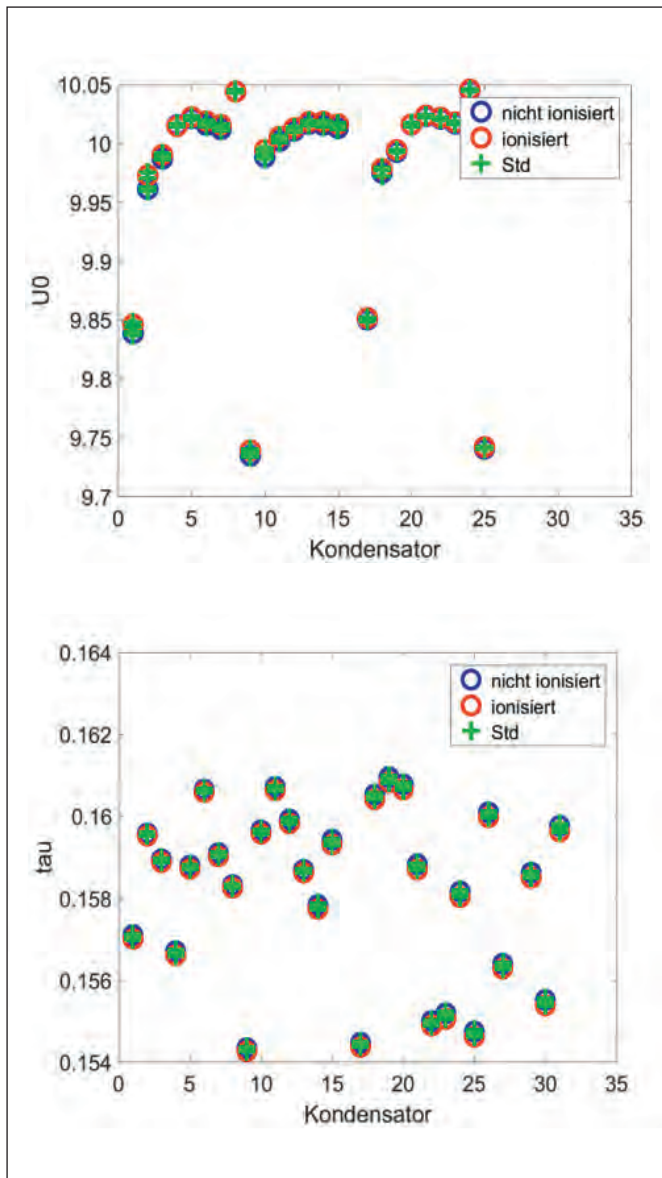 10.05
10
9.95
9.9
9.85
9.8
9.75
9.7
U0
0 5 10 15 20 25 30 35
Kondensator
nicht ionisiert
ionisiert
Std
0.164
0.162
0.16
0.158
0.156
0.154
tau
0 5 10 15 20 25 30 35
Kondensator
nicht ionisiert
ionisiert
Std